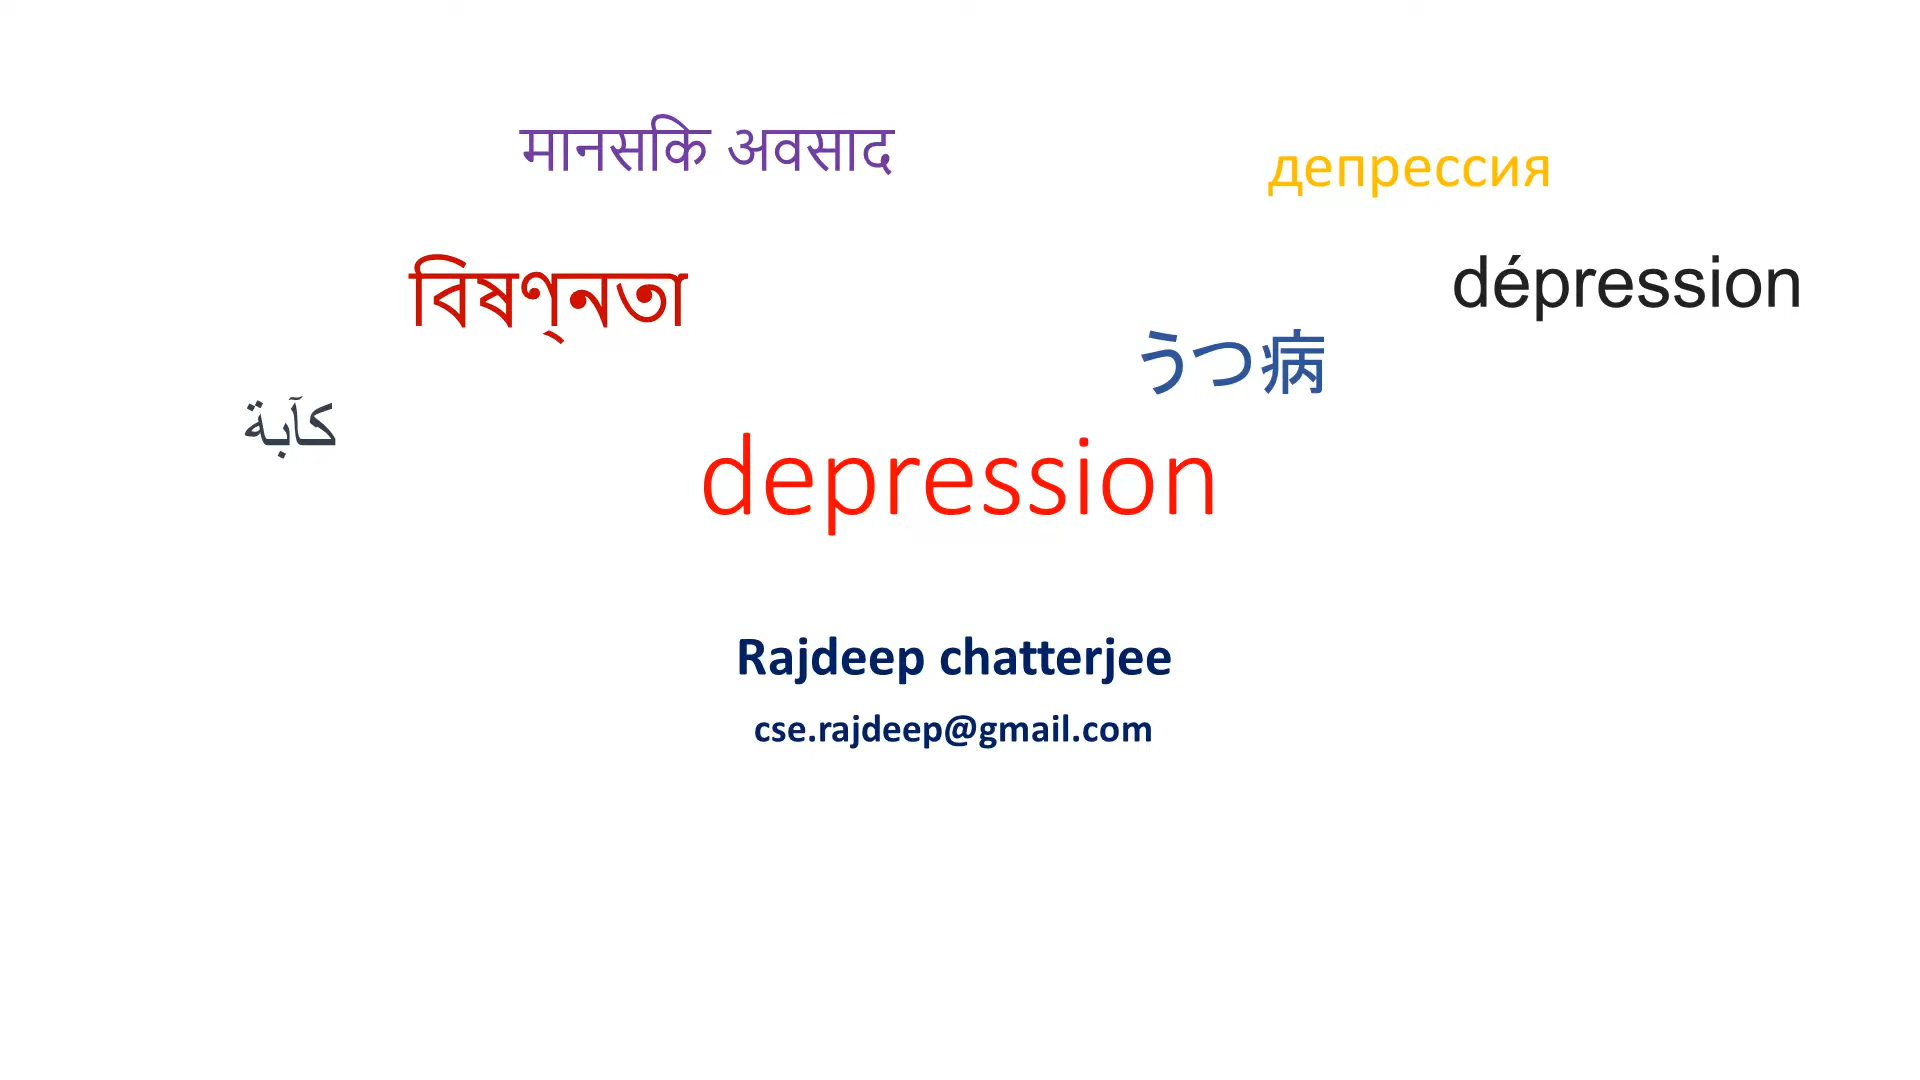 मानसिक अवसाद
депрессия
বিষণ্নতা
dépression
うつ病
كآبة
depression
Rajdeep chatterjee
cse.rajdeep@gmail.com